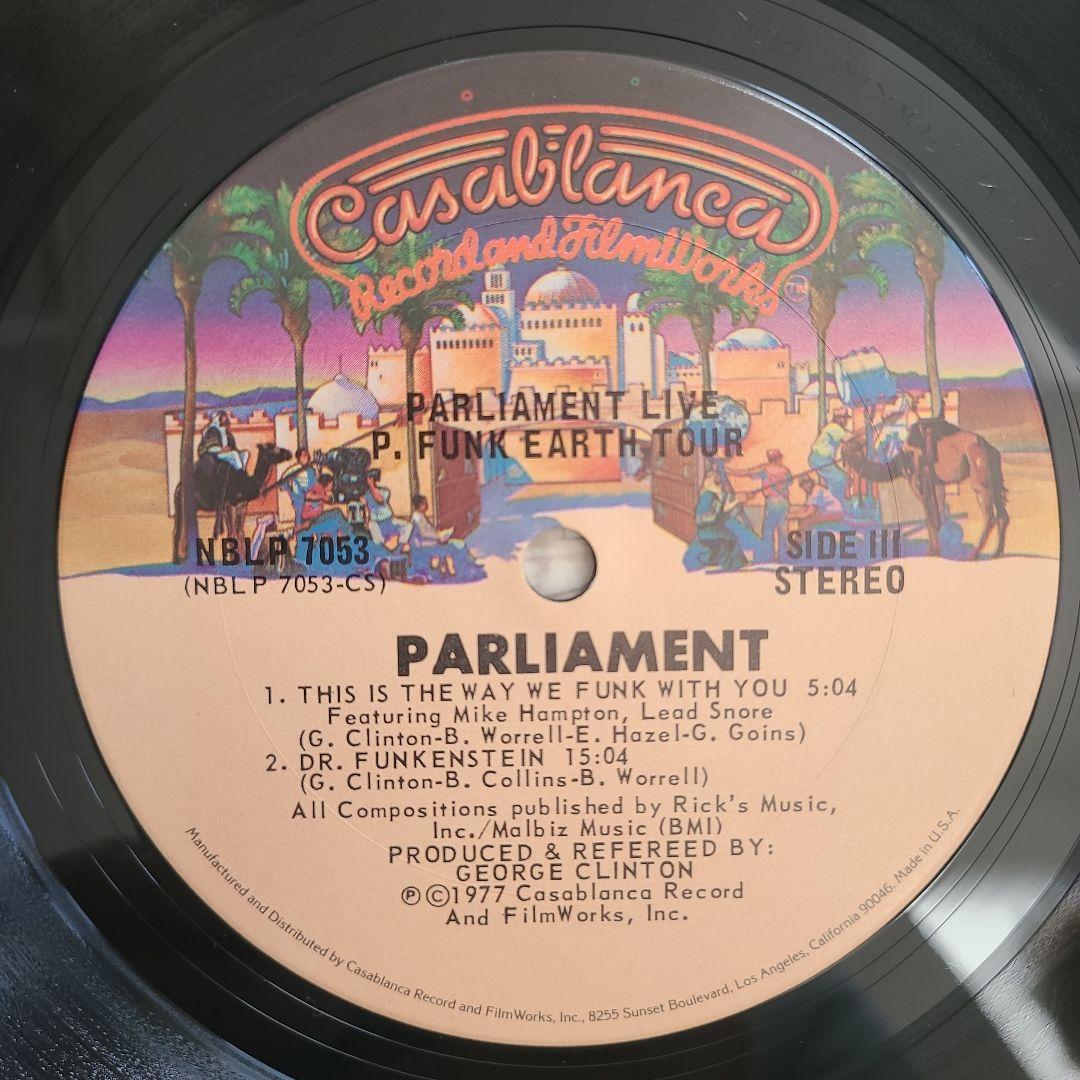 Casablanca
Record and FilmWorks TM
PARLIAMENT LIVE
P. FUNK EARTH TOUR
NBLP 7053
(NBLP 7053-CS)
SIDE III
STEREO
PARLIAMENT
1. THIS IS THE WAY WE FUNK WITH YOU 5:04
Featuring Mike Hampton, Lead Snore
(G. Clinton-B. Worrell-E. Hazel-G. Goins)
2. DR. FUNKENSTEIN 15:04
(G. Clinton-B. Collins-B. Worrell)
All Compositions published by Rick's Music,
Inc./Malbiz Music (BMI)
PRODUCED & REFEREED BY:
GEORGE CLINTON
℗©1977 Casablanca Record
And FilmWorks, Inc.
Manufactured and Distributed by Casablanca Record and FilmWorks, Inc., 8255 Sunset Boulevard, Los Angeles, California 90046. Made in U.S.A.